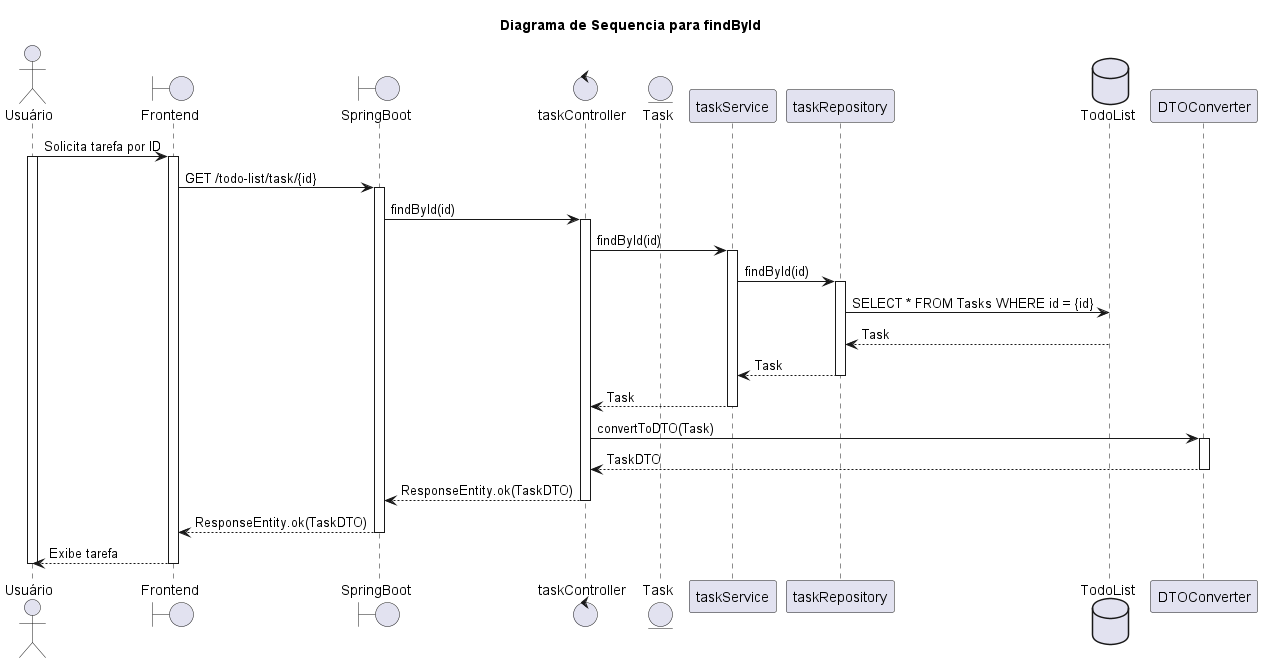 Diagrama de Sequencia para findById
Usuário
Frontend
SpringBoot
taskController
Task
taskService
taskRepository
TodoList
DTOConverter
Solicita tarefa por ID
GET /todo-list/task/{id}
findById(id)
findById(id)
findById(id)
SELECT * FROM Tasks WHERE id = {id}
Task
Task
Task
convertToDTO(Task)
TaskDTO
ResponseEntity.ok(TaskDTO)
ResponseEntity.ok(TaskDTO)
Exibe tarefa
Usuário
Frontend
SpringBoot
taskController
Task
taskService
taskRepository
TodoList
DTOConverter